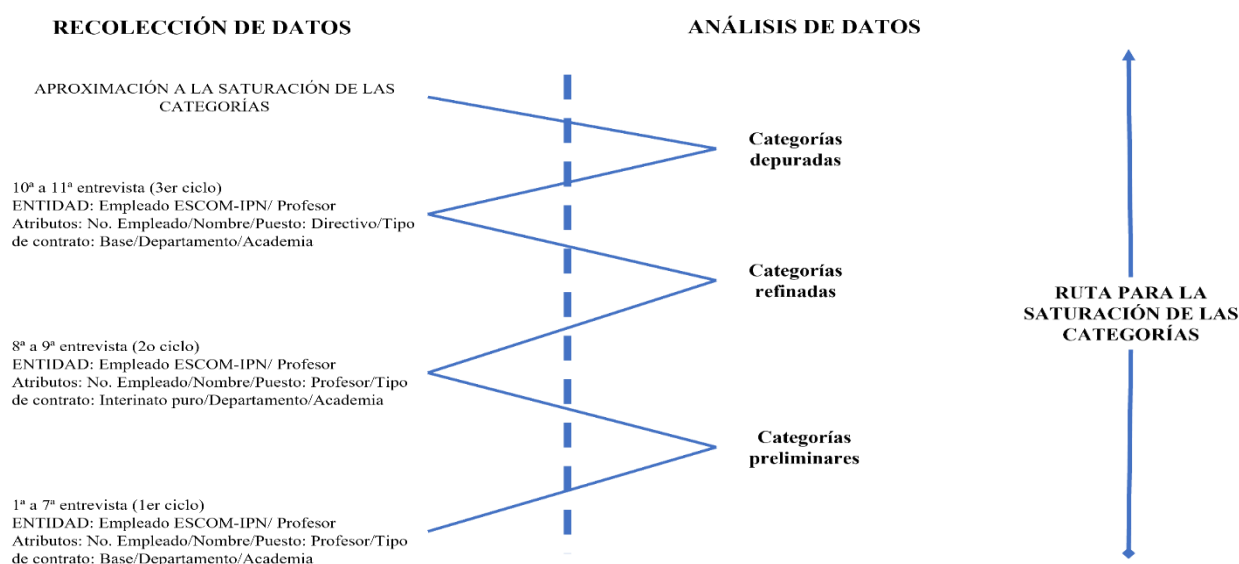 RECOLECCIÓN DE DATOS
ANÁLISIS DE DATOS
APROXIMACIÓN A LA SATURACIÓN DE LAS
CATEGORÍAS
Categorías
depuradas
10ª a 11ª entrevista (3er ciclo)
ENTIDAD: Empleado ESCOM-IPN/ Profesor
Atributos: No. Empleado/Nombre/Puesto: Directivo/Tipo
de contrato: Base/Departamento/Academia
Categorías
refinadas
RUTA PARA LA
SATURACIÓN DE LAS
CATEGORÍAS
8ª a 9ª entrevista (2o ciclo)
ENTIDAD: Empleado ESCOM-IPN/ Profesor
Atributos: No. Empleado/Nombre/Puesto: Profesor/Tipo
de contrato: Interinato puro/Departamento/Academia
Categorías
preliminares
1ª a 7ª entrevista (1er ciclo)
ENTIDAD: Empleado ESCOM-IPN/ Profesor
Atributos: No. Empleado/Nombre/Puesto: Profesor/Tipo
de contrato: Base/Departamento/Academia